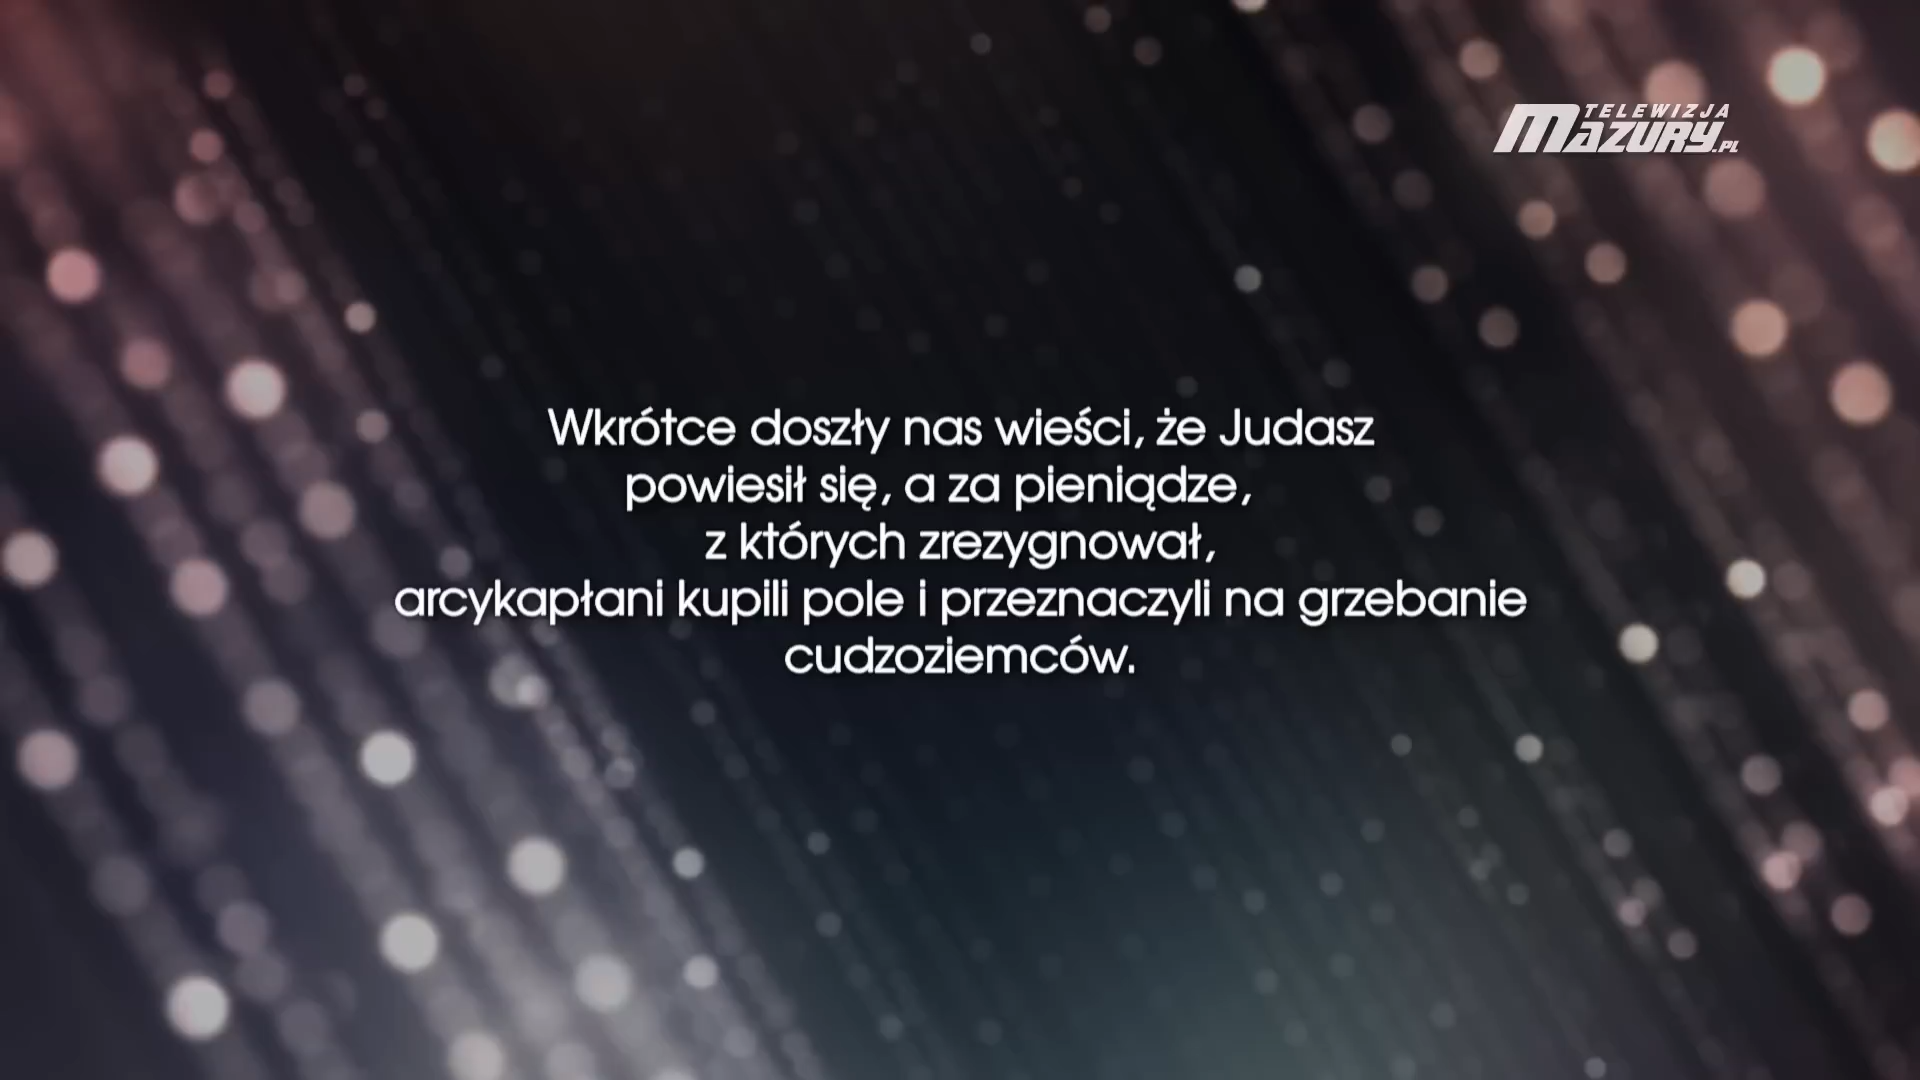 TELEWIZJA
MAZURY.PL
Wkrótce doszły nas wieści, że Judasz
powiesił się, a za pieniądze,
z których zrezygnował,
arcykapłani kupili pole i przeznaczyli na grzebanie
cudzoziemców.